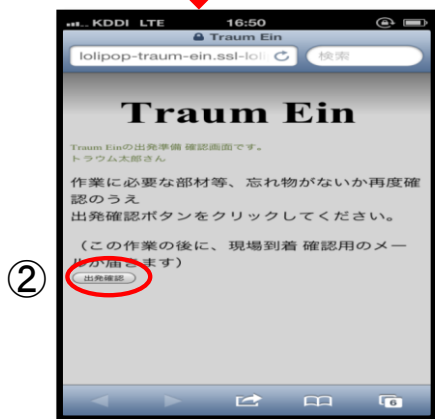 KDDI LTE 16:50
Traum Ein
lolipop-traum-ein.ssl-loli
検索
Traum Ein
Traum Einの出発準備 確認画面です。
トラウム太郎さん
作業に必要な部材等、忘れ物がないか再度確
認のうえ
出発確認ボタンをクリックしてください。
(この作業の後に、現場到着 確認用のメー
ルが届きます)
②
出発確認
6